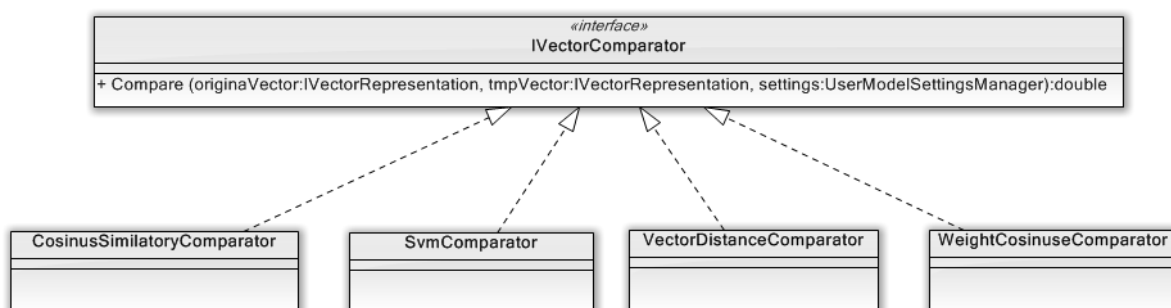 «interface»
IVectorComparator
+ Compare (originaVector:IVectorRepresentation, tmpVector:IVectorRepresentation, settings:UserModelSettingsManager):double
CosinusSimilatoryComparator
SvmComparator
VectorDistanceComparator
WeightCosinuseComparator